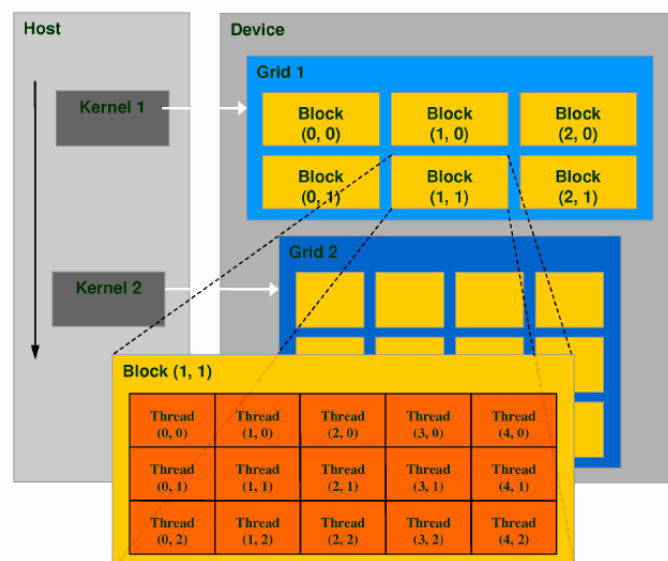 Host
Device
Kernel 1
Grid 1
Block
(0, 0)
Block
(1, 0)
Block
(2, 0)
Block
(0, 1)
Block
(1, 1)
Block
(2, 1)
Kernel 2
Grid 2
Block (1, 1)
Thread
(0, 0)
Thread
(1, 0)
Thread
(2, 0)
Thread
(3, 0)
Thread
(4, 0)
Thread
(0, 1)
Thread
(1, 1)
Thread
(2, 1)
Thread
(3, 1)
Thread
(4, 1)
Thread
(0, 2)
Thread
(1, 2)
Thread
(2, 2)
Thread
(3, 2)
Thread
(4, 2)